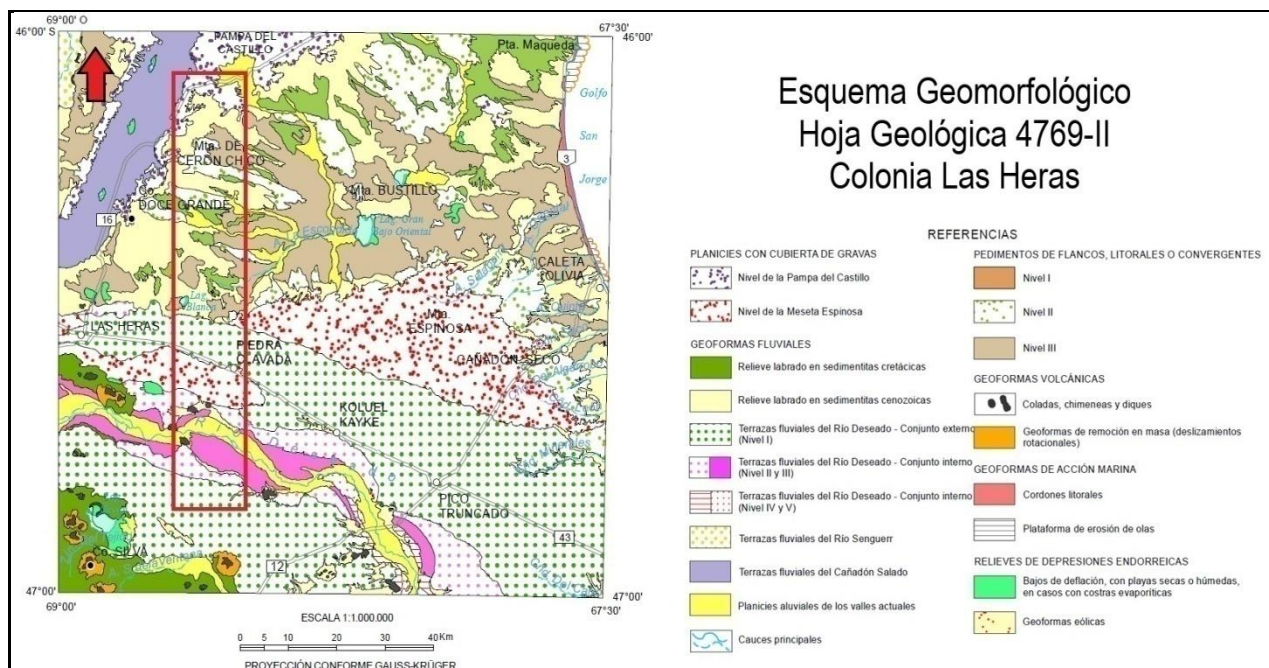 69°00' O
67°30'
46°00' S
46°00'
PAMPA DEL
CASTILLO
Pta. Maqueda
Golfo
San
Jorge
3
Mta. DE
CERON CHICO
Co.
DOCE GRANDE
16
Mta. BUSTILLO
Lag. Gran
Bajo Oriental
CALETA
OLIVIA
Lag.
Blanca
LAS HERAS
Mta.
ESPINOSA
PIEDRA
CLAVADA
CAÑADON SECO
KOLUEL
KAYKE
PICO
TRUNCADO
43
12
Co. SILVA
47°00'
47°00'
69°00'
67°30'
ESCALA 1:1.000.000
0 5 10 20 30 40 Km
PROYECCIÓN CONFORME GAUSS-KRÜGER
Esquema Geomorfológico
Hoja Geológica 4769-II
Colonia Las Heras
REFERENCIAS
PLANICIES CON CUBIERTA DE GRAVAS
Nivel de la Pampa del Castillo
Nivel de la Meseta Espinosa
GEOFORMAS FLUVIALES
Relieve labrado en sedimentitas cretácicas
Relieve labrado en sedimentitas cenozoicas
Terrazas fluviales del Río Deseado - Conjunto externo
(Nivel I)
Terrazas fluviales del Río Deseado - Conjunto interno
(Nivel II y III)
Terrazas fluviales del Río Deseado - Conjunto interno
(Nivel IV y V)
Terrazas fluviales del Río Senguerr
Terrazas fluviales del Cañadón Salado
Planicies aluviales de los valles actuales
Cauces principales
PEDIMENTOS DE FLANCOS, LITORALES O CONVERGENTES
Nivel I
Nivel II
Nivel III
GEOFORMAS VOLCÁNICAS
Coladas, chimeneas y diques
Geoformas de remoción en masa (deslizamientos
rotacionales)
GEOFORMAS DE ACCIÓN MARINA
Cordones litorales
Plataforma de erosión de olas
RELIEVES DE DEPRESIONES ENDORREICAS
Bajos de deflación, con playas secas o húmedas,
en casos con costras evaporíticas
Geoformas eólicas